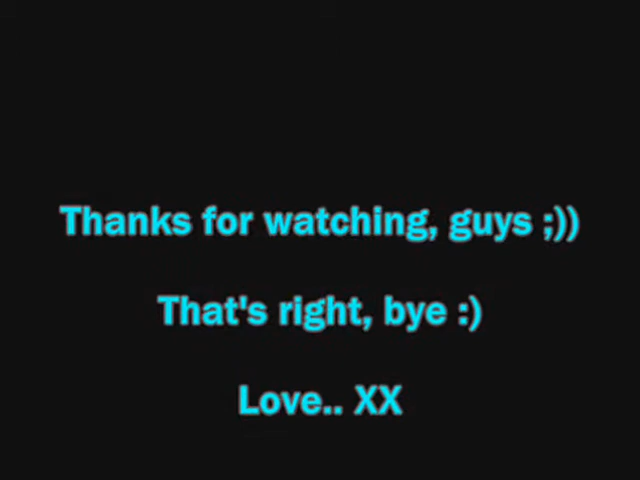 Thanks for watching, guys ;))
That's right, bye :)
Love.. XX